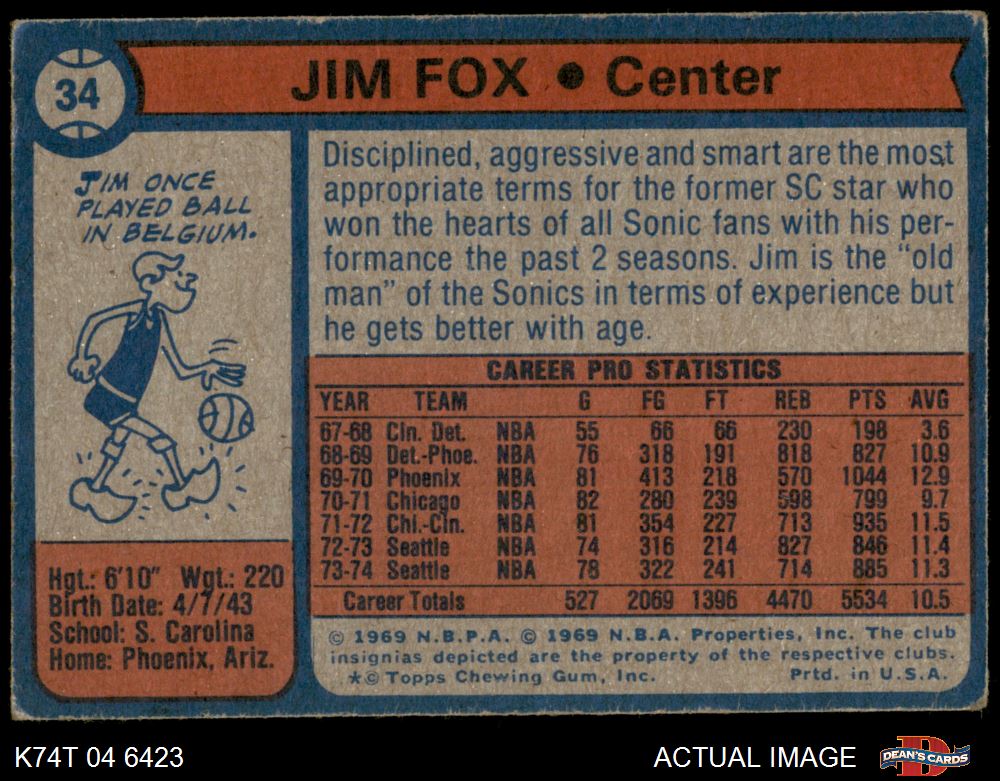 34
JIM FOX • Center
JIM ONCE
PLAYED BALL
IN BELGIUM.
Disciplined, aggressive and smart are the most
appropriate terms for the former SC star who
won the hearts of all Sonic fans with his per-
formance the past 2 seasons. Jim is the "old
man" of the Sonics in terms of experience but
he gets better with age.
CAREER PRO STATISTICS
YEAR TEAM G FG FT REB PTS AVG
67-68 Cin. Det. NBA 55 66 66 230 198 3.6
68-69 Det.-Phoe. NBA 76 318 191 818 827 10.9
69-70 Phoenix NBA 81 413 218 570 1044 12.9
70-71 Chicago NBA 82 280 239 598 799 9.7
71-72 Chi.-Cin. NBA 81 354 227 713 935 11.5
72-73 Seattle NBA 74 316 214 827 846 11.4
73-74 Seattle NBA 78 322 241 714 885 11.3
Career Totals 527 2069 1396 4470 5534 10.5
Hgt.: 6'10" Wgt.: 220
Birth Date: 4/7/43
School: S. Carolina
Home: Phoenix, Ariz.
© 1969 N.B.P.A. © 1969 N.B.A. Properties, Inc. The club
insignias depicted are the property of the respective clubs.
*© Topps Chewing Gum, Inc. Prtd. in U.S.A.
K74T 04 6423
ACTUAL IMAGE
DEAN'S CARDS